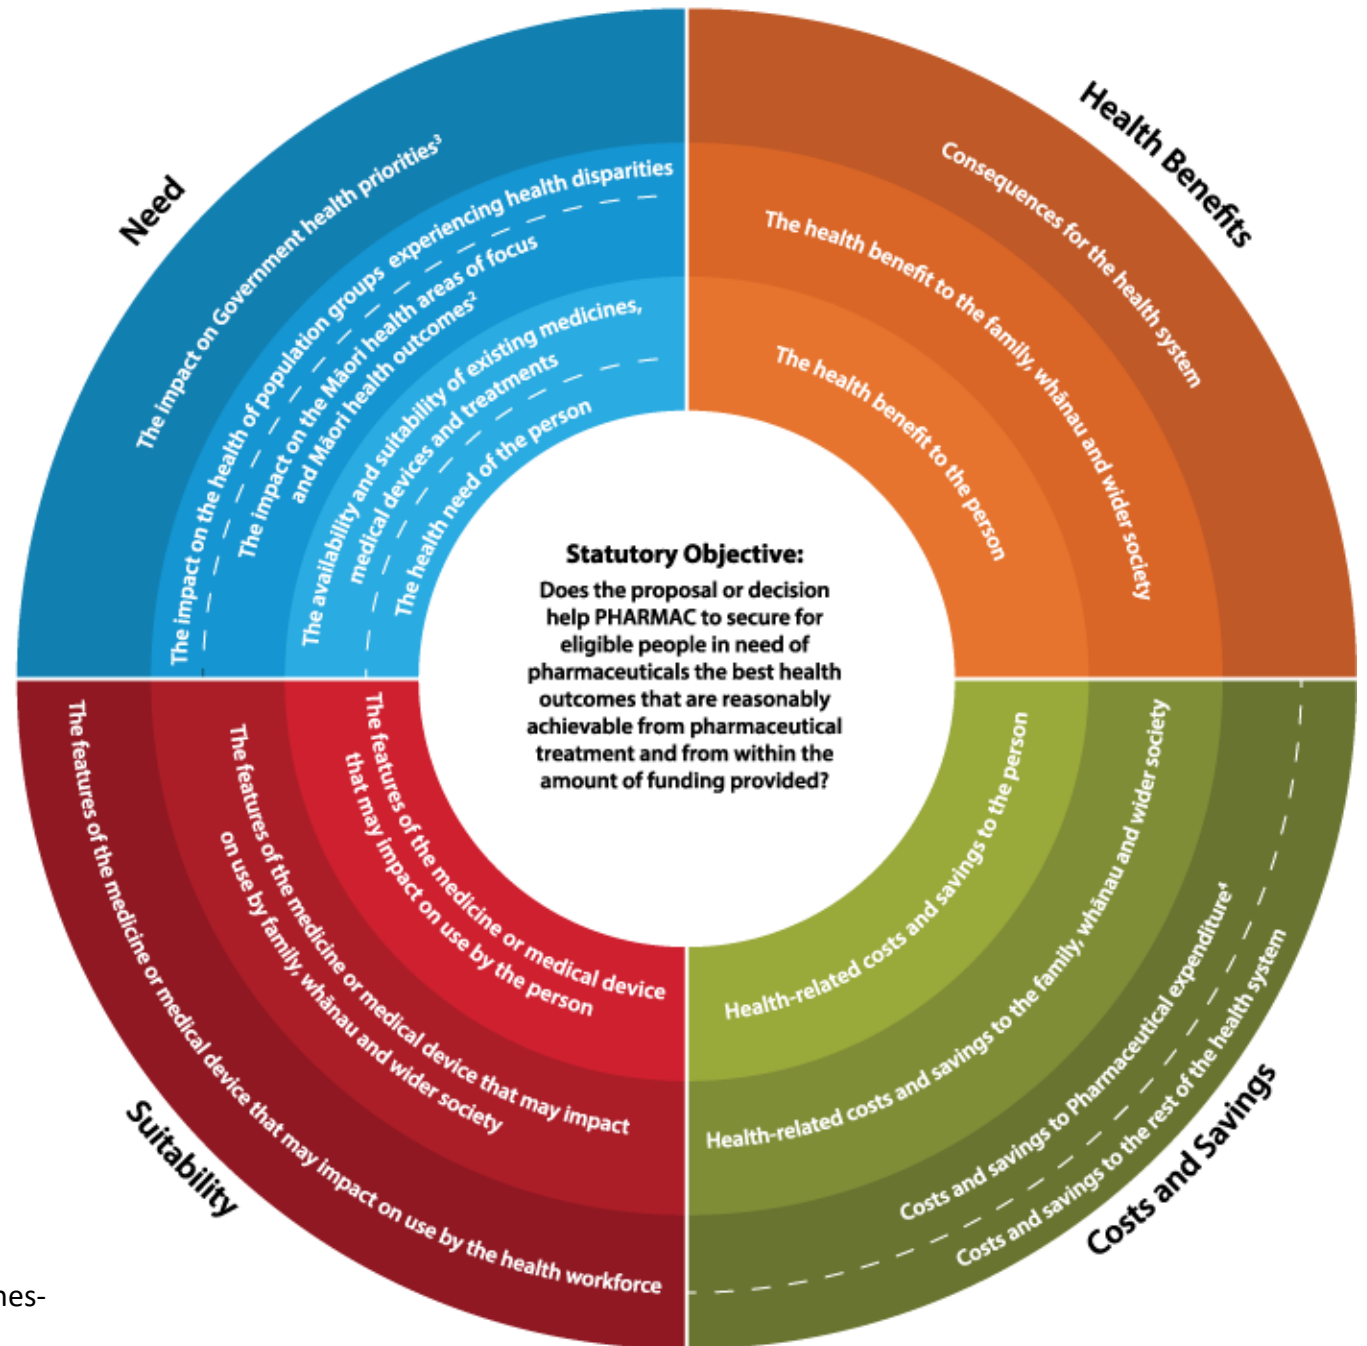 Need
The impact on Government health priorities³
The impact on the health of population groups experiencing health disparities
The impact on the Māori health areas of focus
and Māori health outcomes²
The availability and suitability of existing medicines,
medical devices and treatments
The health need of the person
Health Benefits
Consequences for the health system
The health benefit to the family, whānau and wider society
The health benefit to the person
Statutory Objective:
Does the proposal or decision
help PHARMAC to secure for
eligible people in need of
pharmaceuticals the best health
outcomes that are reasonably
achievable from pharmaceutical
treatment and from within the
amount of funding provided?
Suitability
The features of the medicine or medical device
that may impact on use by the person
The features of the medicine or medical device that may impact
on use by family, whānau and wider society
The features of the medicine or medical device that may impact on use by the health workforce
Costs and Savings
Health-related costs and savings to the person
Health-related costs and savings to the family, whānau and wider society
Costs and savings to Pharmaceutical expenditure⁴
Costs and savings to the rest of the health system
nes-